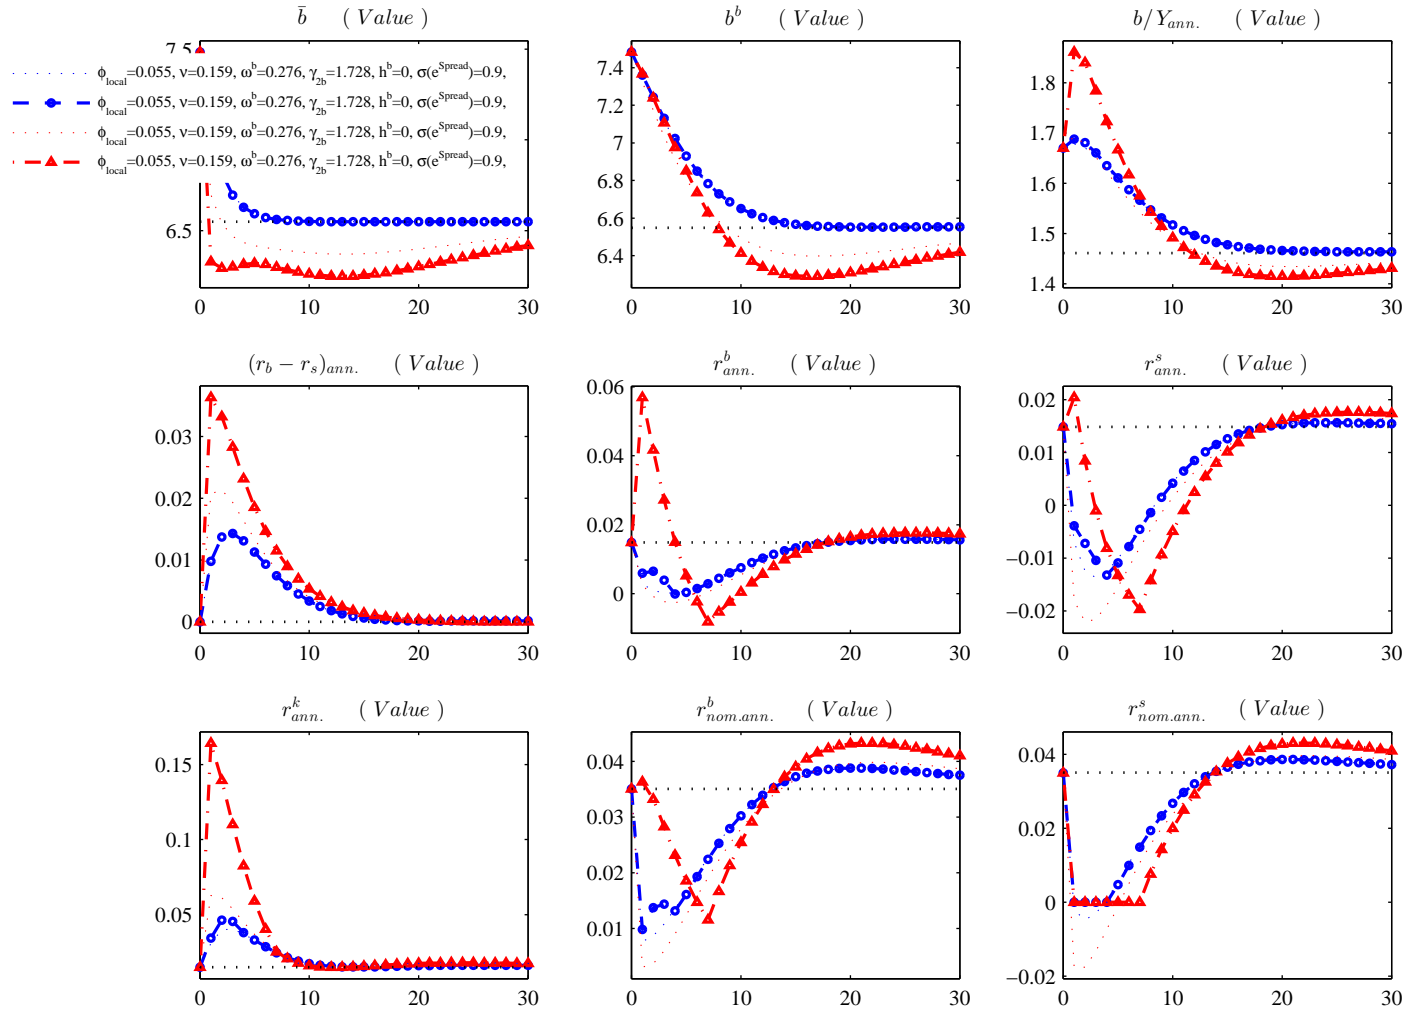 b̄ ( Value )
b^b ( Value )
b/Y_ann. ( Value )
7.5
6.5
0 10 20 30
ϕ_local=0.055, ν=0.159, ω^b=0.276, γ_2b=1.728, h^b=0, σ(e^Spread)=0.9,
ϕ_local=0.055, ν=0.159, ω^b=0.276, γ_2b=1.728, h^b=0, σ(e^Spread)=0.9,
ϕ_local=0.055, ν=0.159, ω^b=0.276, γ_2b=1.728, h^b=0, σ(e^Spread)=0.9,
ϕ_local=0.055, ν=0.159, ω^b=0.276, γ_2b=1.728, h^b=0, σ(e^Spread)=0.9,
7.4
7.2
7
6.8
6.6
6.4
0 10 20 30
1.8
1.7
1.6
1.5
1.4
0 10 20 30
(r_b − r_s)_ann. ( Value )
r^b_ann. ( Value )
r^s_ann. ( Value )
0.03
0.02
0.01
0
0 10 20 30
0.06
0.04
0.02
0
0 10 20 30
0.02
0.01
0
−0.01
−0.02
0 10 20 30
r^k_ann. ( Value )
r^b_nom.ann. ( Value )
r^s_nom.ann. ( Value )
0.15
0.1
0.05
0 10 20 30
0.04
0.03
0.02
0.01
0 10 20 30
0.04
0.02
0
−0.02
0 10 20 30